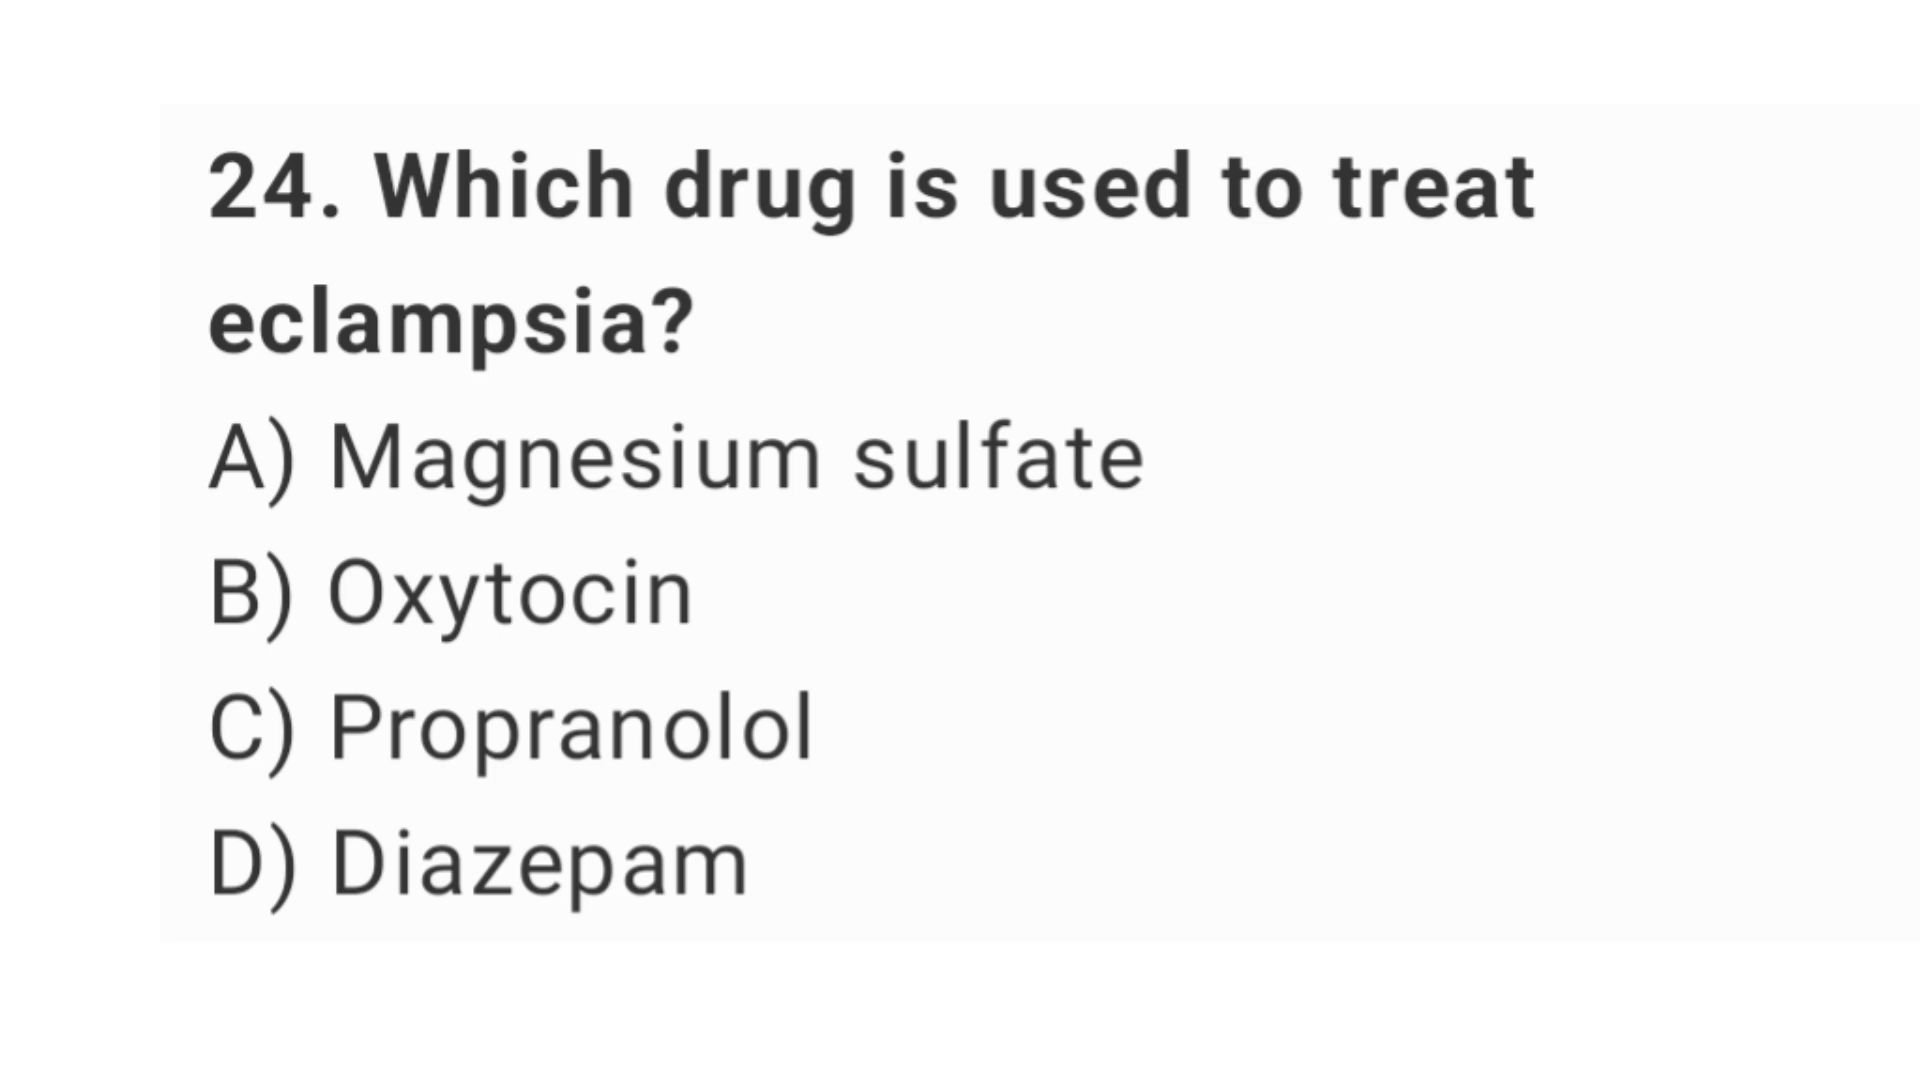 24. Which drug is used to treat
eclampsia?
A) Magnesium sulfate
B) Oxytocin
C) Propranolol
D) Diazepam